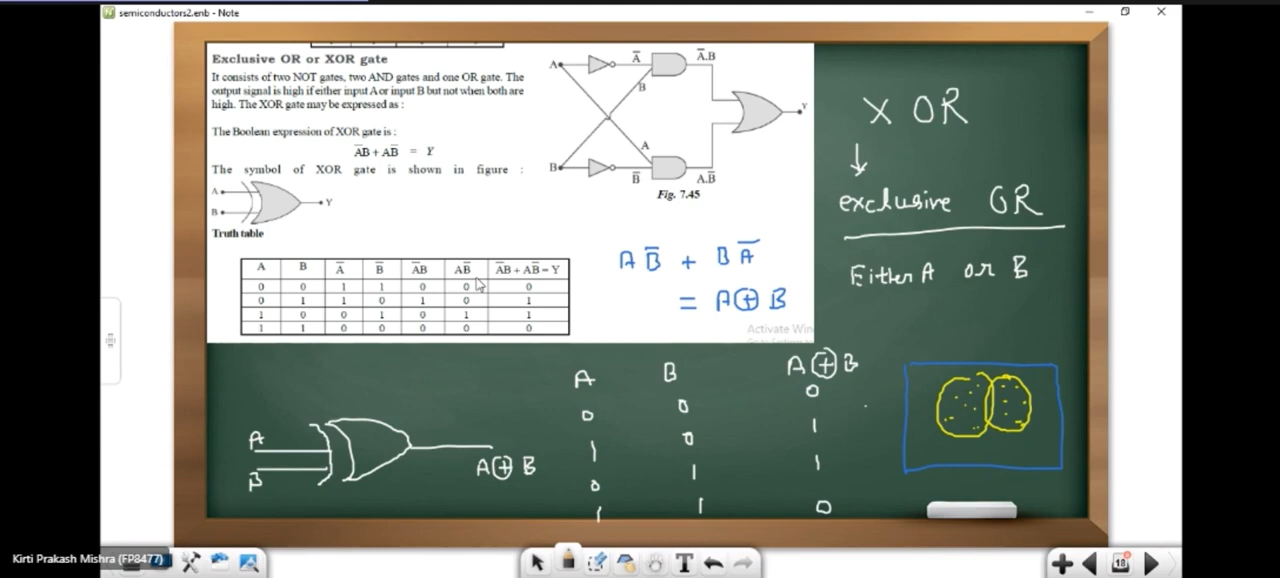 semiconductors2.enb - Note
Exclusive OR or XOR gate
It consists of two NOT gates, two AND gates and one OR gate. The
output signal is high if either input A or input B but not when both are
high. The XOR gate may be expressed as :
The Boolean expression of XOR gate is :
A̅B + AB̅ = Y
The symbol of XOR gate is shown in figure :
A
B
Y
Truth table
A B A̅ B̅ A̅B AB̅ A̅B + AB̅ = Y
0 0 1 1 0 0 0
0 1 1 0 1 0 1
1 0 0 1 0 1 1
1 1 0 0 0 0 0
A A̅ A̅.B
B
Y
A
B B̅ A.B̅
Fig. 7.45
AB̅ + BA̅
= A⊕B
Activate Win
X OR
↓
exclusive OR
Either A or B
A
B
A⊕B
A B A⊕B
0 0 0
1 0 1
0 1 1
1 1 0
Kirti Prakash Mishra (FP8477)
T
18